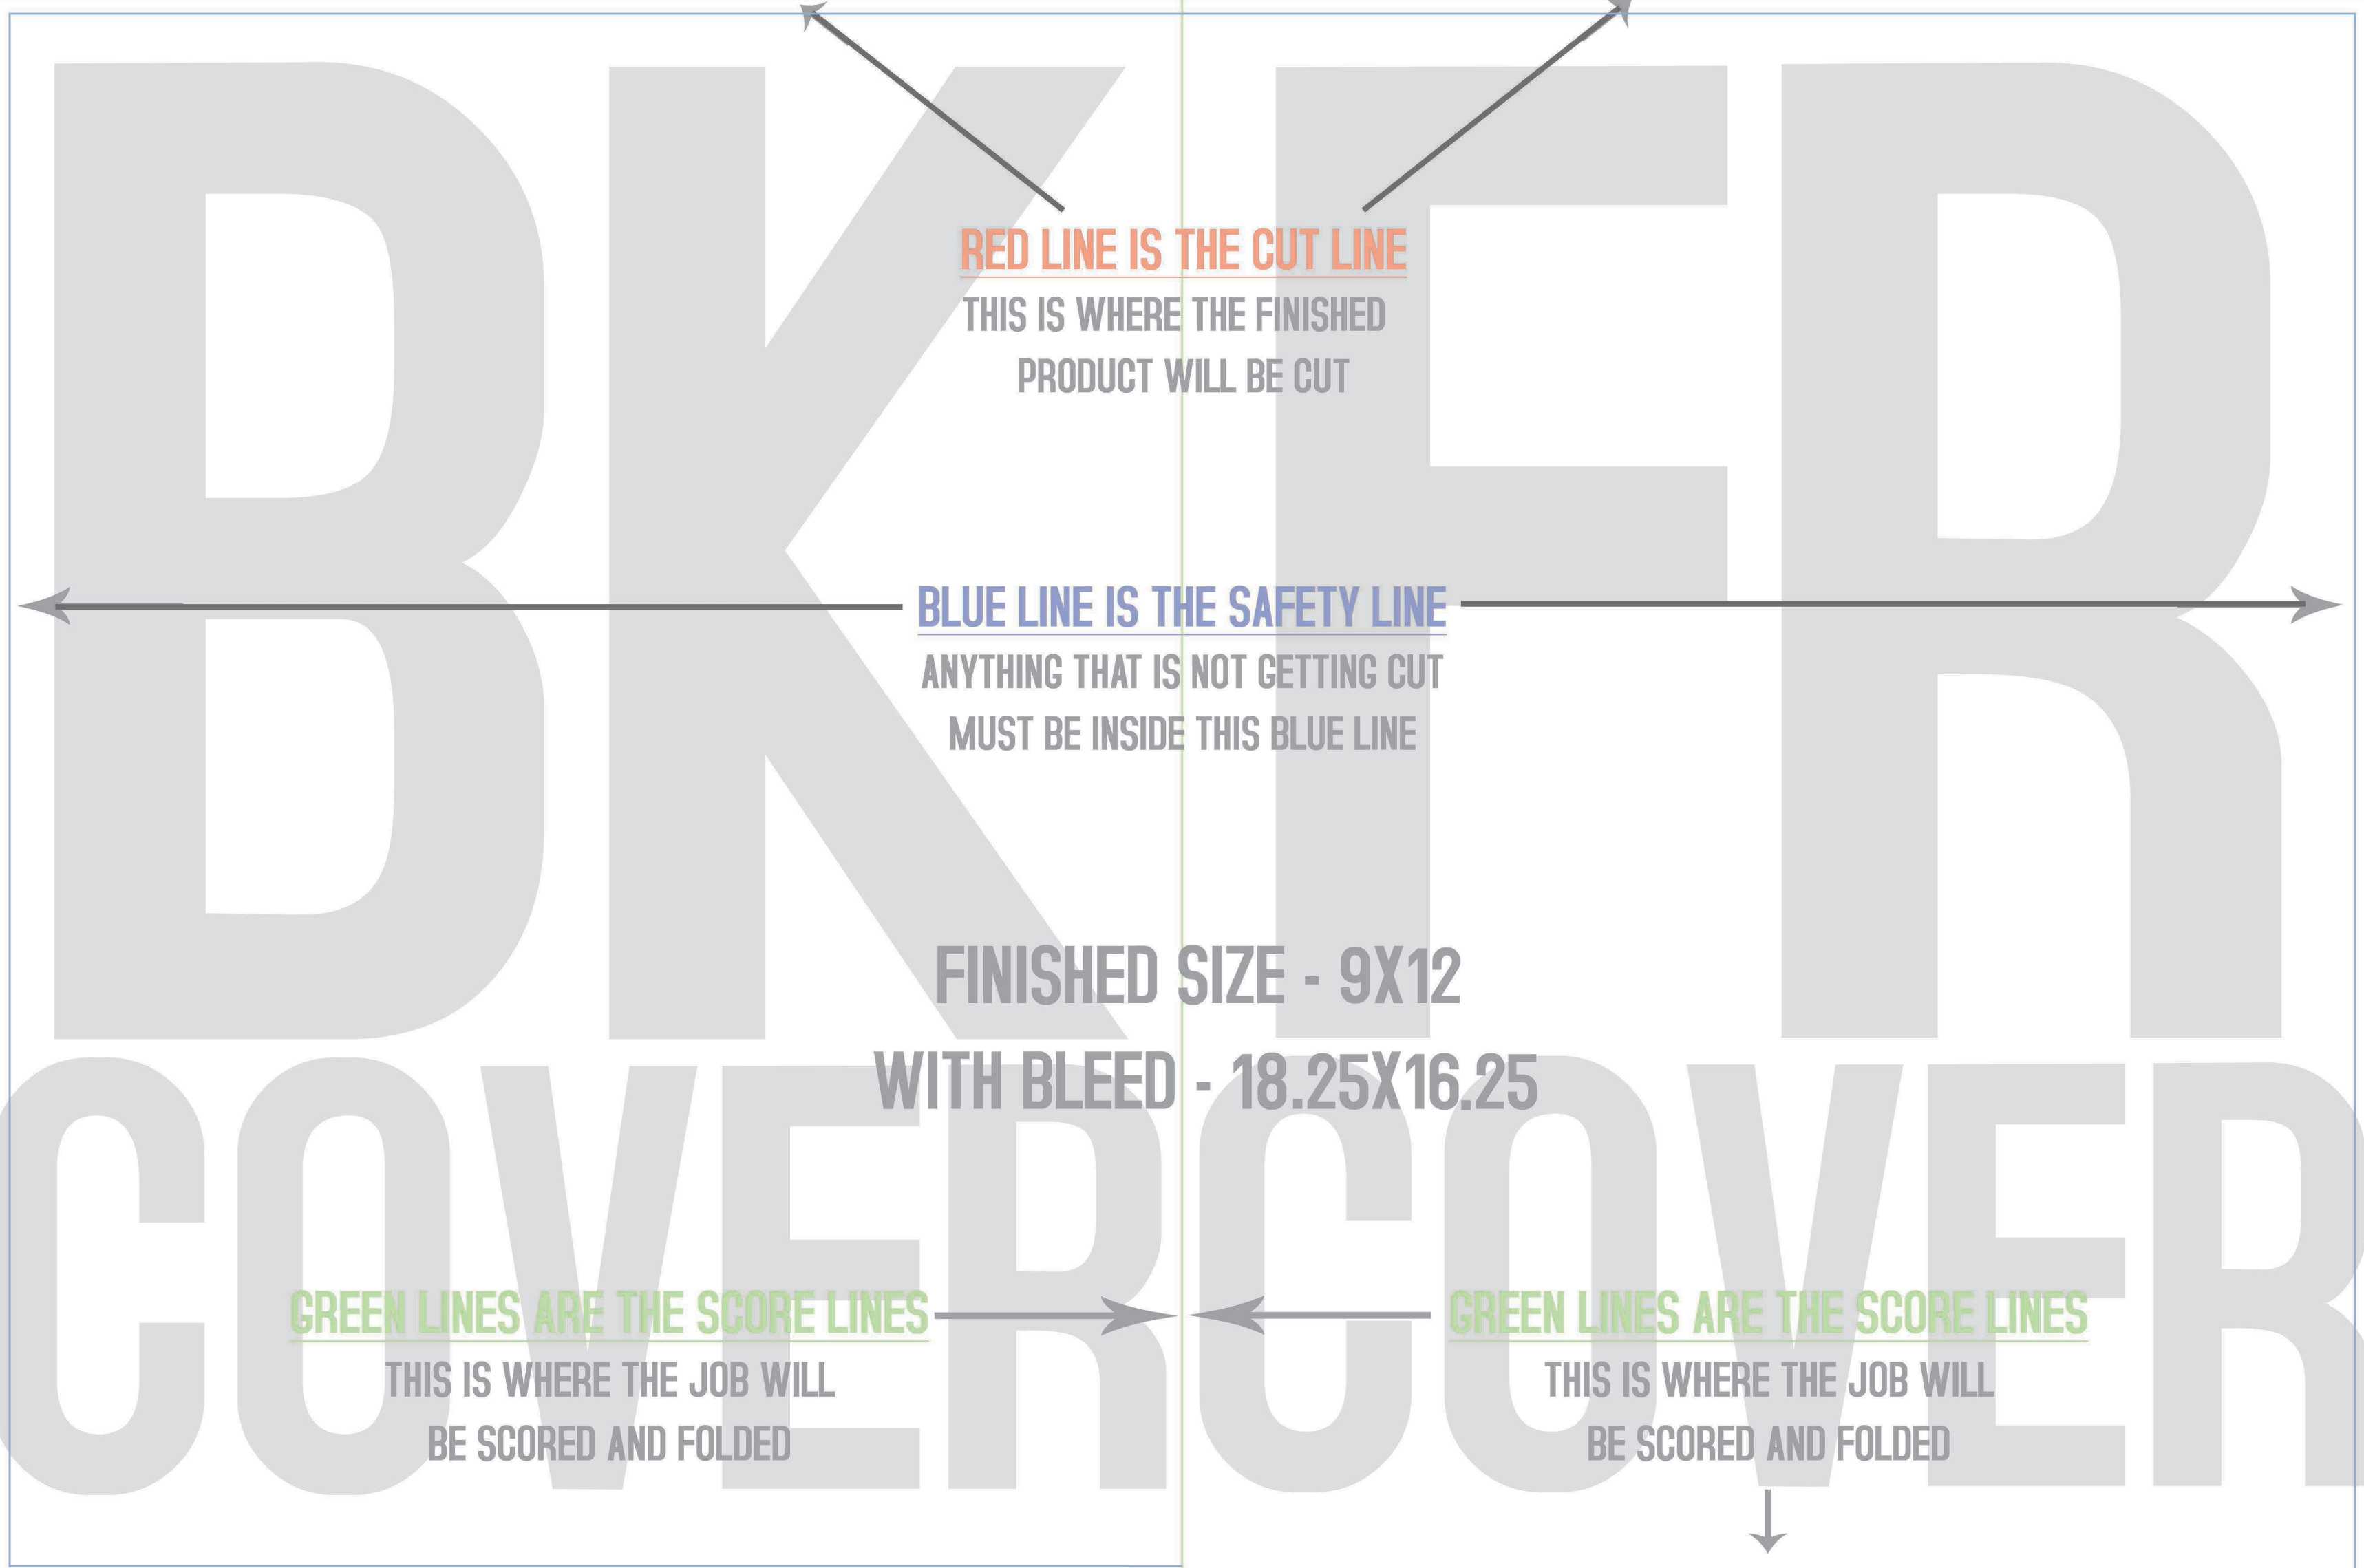 BK FR
RED LINE IS THE CUT LINE
THIS IS WHERE THE FINISHED
PRODUCT WILL BE CUT
BLUE LINE IS THE SAFETY LINE
ANYTHING THAT IS NOT GETTING CUT
MUST BE INSIDE THIS BLUE LINE
FINISHED SIZE - 9X12
WITH BLEED - 18.25X16.25
COVER COVER
GREEN LINES ARE THE SCORE LINES
THIS IS WHERE THE JOB WILL
BE SCORED AND FOLDED
GREEN LINES ARE THE SCORE LINES
THIS IS WHERE THE JOB WILL
BE SCORED AND FOLDED